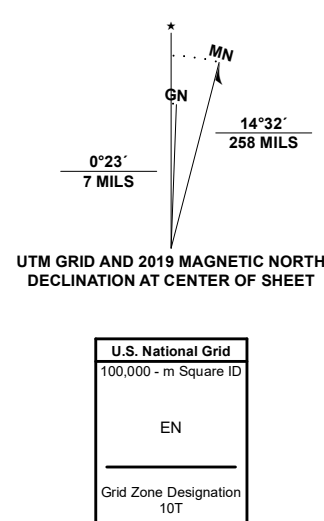 ★
MN
GN
14°32´
258 MILS
0°23´
7 MILS
UTM GRID AND 2019 MAGNETIC NORTH
DECLINATION AT CENTER OF SHEET
U.S. National Grid
100,000 - m Square ID
EN
Grid Zone Designation
10T